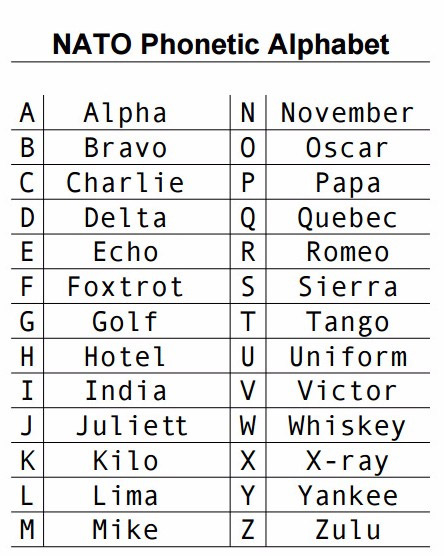 NATO Phonetic Alphabet
A Alpha N November
B Bravo O Oscar
C Charlie P Papa
D Delta Q Quebec
E Echo R Romeo
F Foxtrot S Sierra
G Golf T Tango
H Hotel U Uniform
I India V Victor
J Juliett W Whiskey
K Kilo X X-ray
L Lima Y Yankee
M Mike Z Zulu